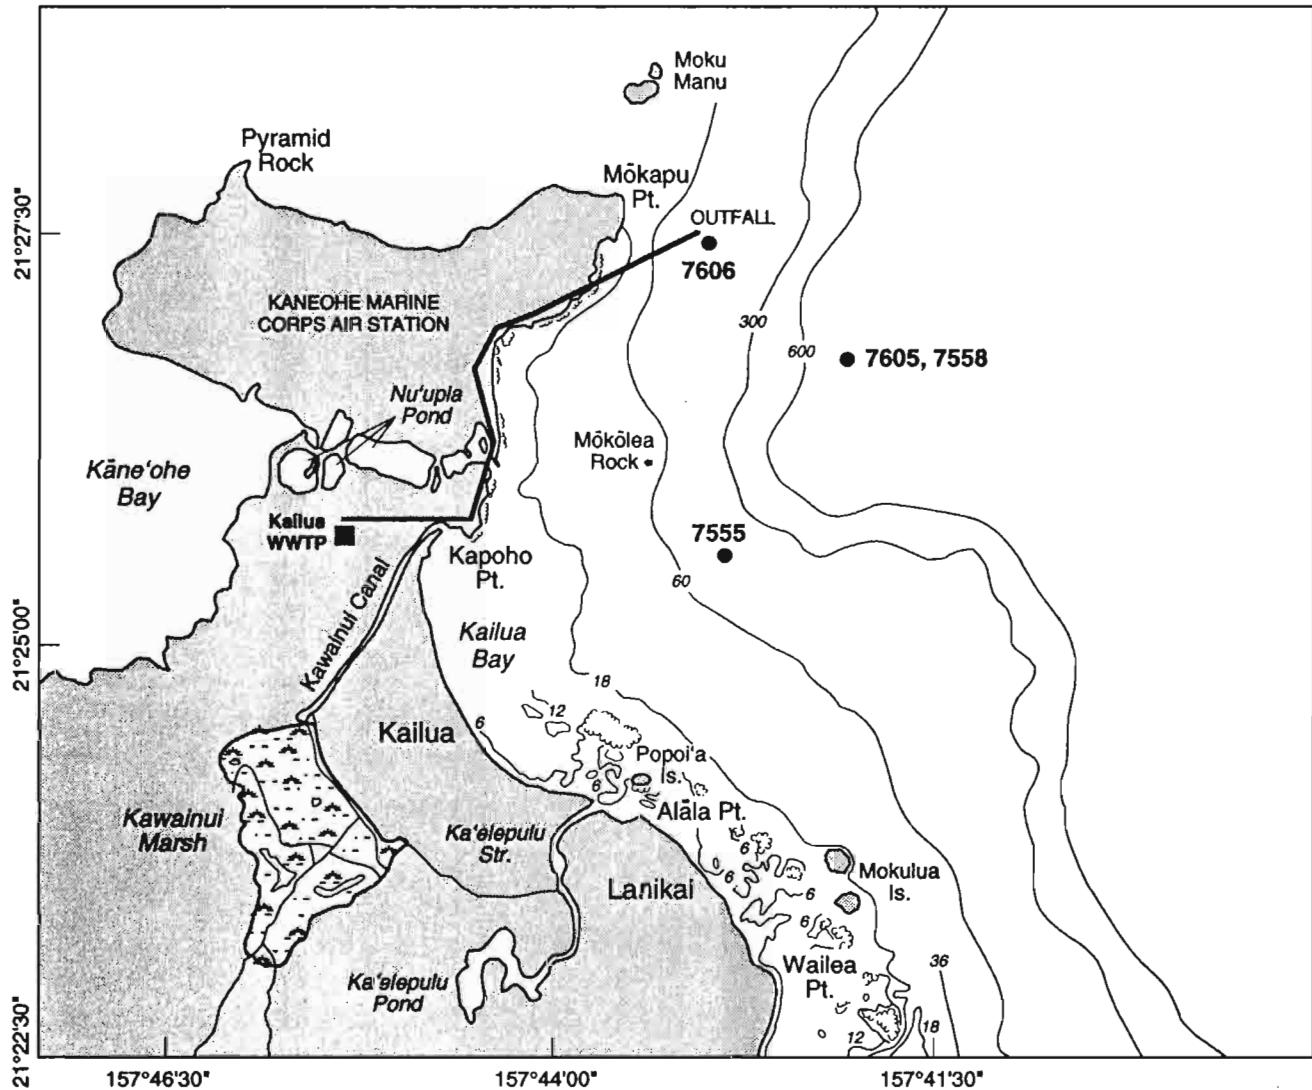 Moku
Manu
Pyramid
Rock
Mōkapu
Pt.
OUTFALL
7606
21°27'30"
KANEOHE MARINE
CORPS AIR STATION
300
600
7605, 7558
Nu'upia
Pond
Mōkōlea
Rock
Kāne'ohe
Bay
Kailua
WWTP
7555
Kapoho
Pt.
60
Kawainui Canal
Kailua
Bay
21°25'00"
18
12
6
Kailua
Popoi'a
Is.
6
Alāla Pt.
Kawainui
Marsh
Ka'elepulu
Str.
6
6
6
6
Mokulua
Is.
Lanikai
Wailea
Pt.
36
Ka'elepulu
Pond
12
18
21°22'30"
157°46'30"
157°44'00"
157°41'30"